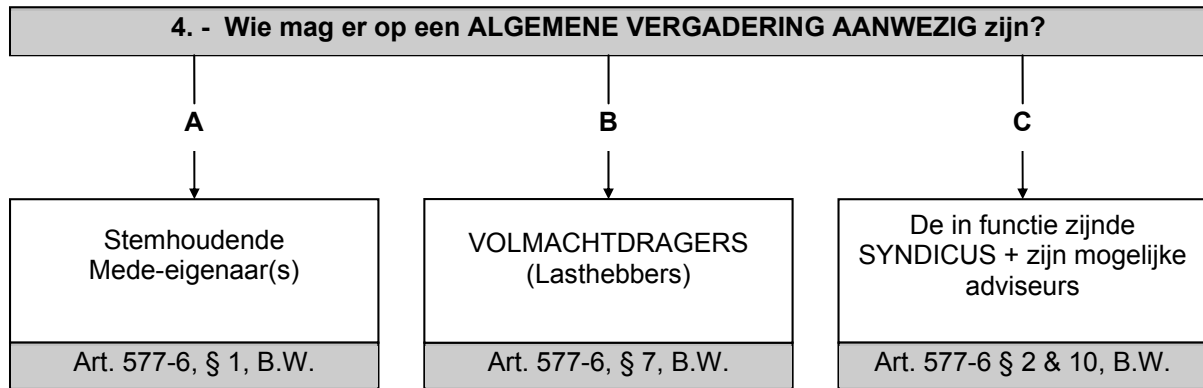 4. - Wie mag er op een ALGEMENE VERGADERING AANWEZIG zijn?
A
B
C
Stemhoudende
Mede-eigenaar(s)
Art. 577-6, § 1, B.W.
VOLMACHTDRAGERS
(Lasthebbers)
Art. 577-6, § 7, B.W.
De in functie zijnde
SYNDICUS + zijn mogelijke
adviseurs
Art. 577-6 § 2 & 10, B.W.